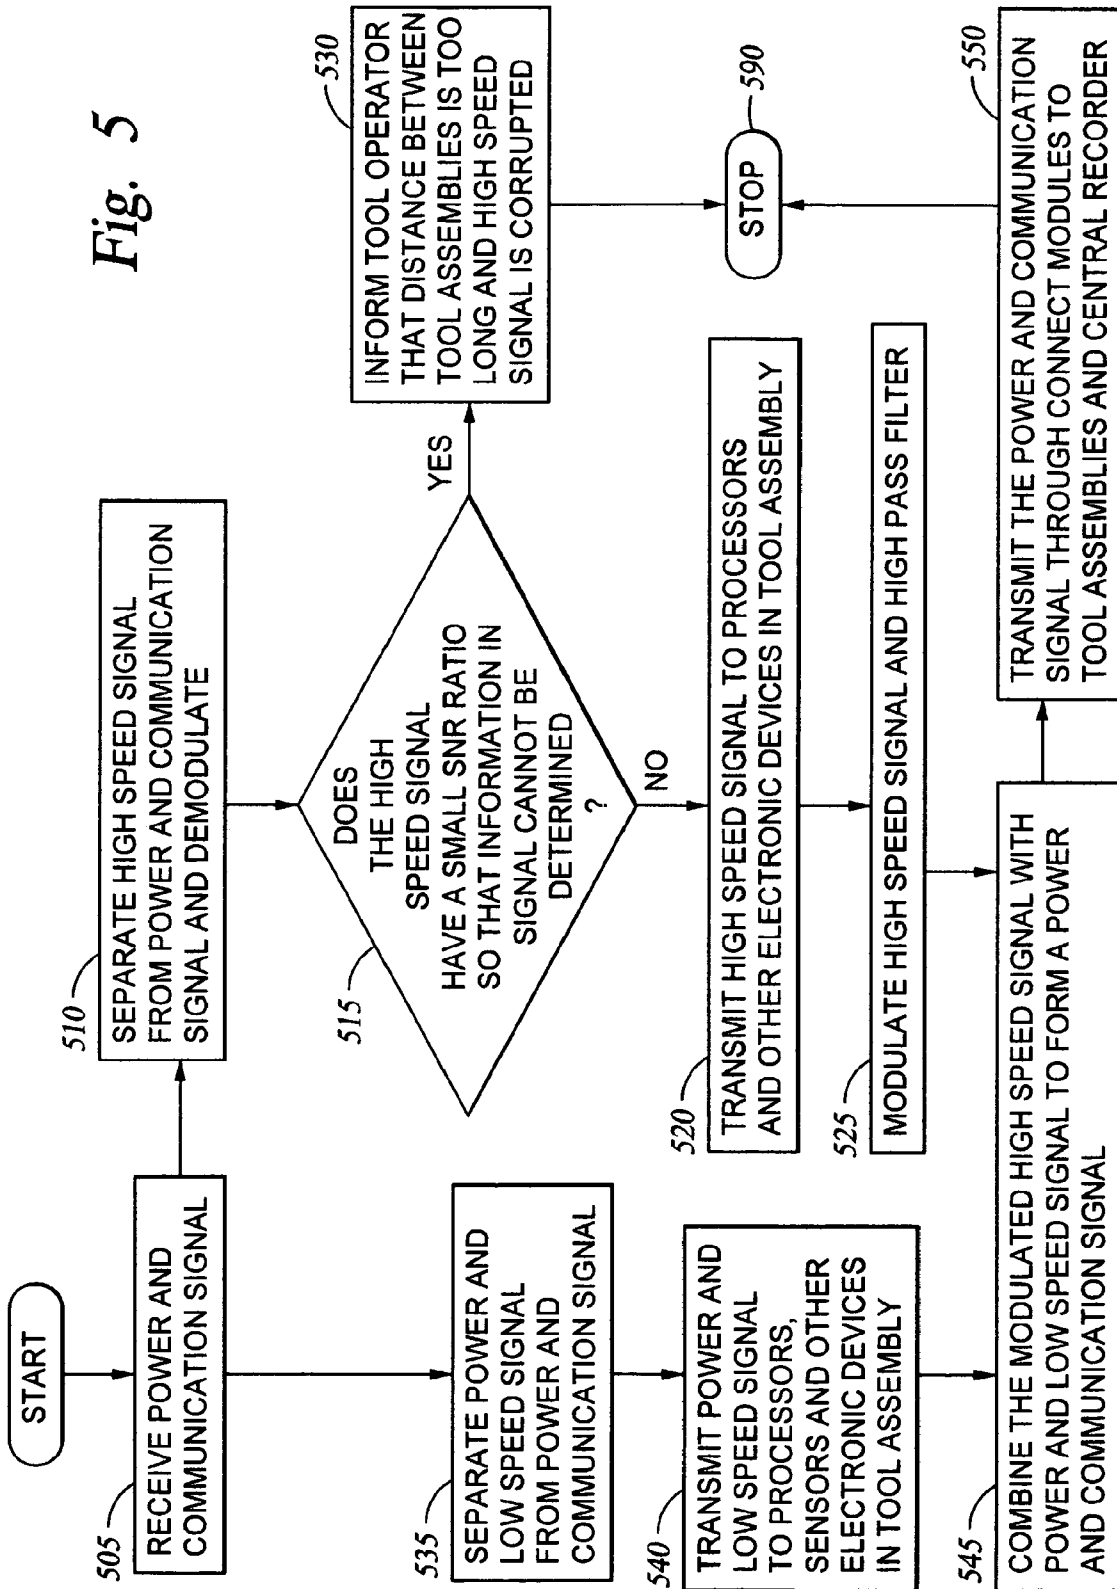 Fig. 5
START
505
RECEIVE POWER AND
COMMUNICATION SIGNAL
510
SEPARATE HIGH SPEED SIGNAL
FROM POWER AND COMMUNICATION
SIGNAL AND DEMODULATE
515
DOES
THE HIGH
SPEED SIGNAL
HAVE A SMALL SNR RATIO
SO THAT INFORMATION IN
SIGNAL CANNOT BE
DETERMINED
?
YES
530
INFORM TOOL OPERATOR
THAT DISTANCE BETWEEN
TOOL ASSEMBLIES IS TOO
LONG AND HIGH SPEED
SIGNAL IS CORRUPTED
NO
520
TRANSMIT HIGH SPEED SIGNAL TO PROCESSORS
AND OTHER ELECTRONIC DEVICES IN TOOL ASSEMBLY
525
MODULATE HIGH SPEED SIGNAL AND HIGH PASS FILTER
535
SEPARATE POWER AND
LOW SPEED SIGNAL
FROM POWER AND
COMMUNICATION SIGNAL
540
TRANSMIT POWER AND
LOW SPEED SIGNAL
TO PROCESSORS,
SENSORS AND OTHER
ELECTRONIC DEVICES
IN TOOL ASSEMBLY
545
COMBINE THE MODULATED HIGH SPEED SIGNAL WITH
POWER AND LOW SPEED SIGNAL TO FORM A POWER
AND COMMUNICATION SIGNAL
550
TRANSMIT THE POWER AND COMMUNICATION
SIGNAL THROUGH CONNECT MODULES TO
TOOL ASSEMBLIES AND CENTRAL RECORDER
590
STOP